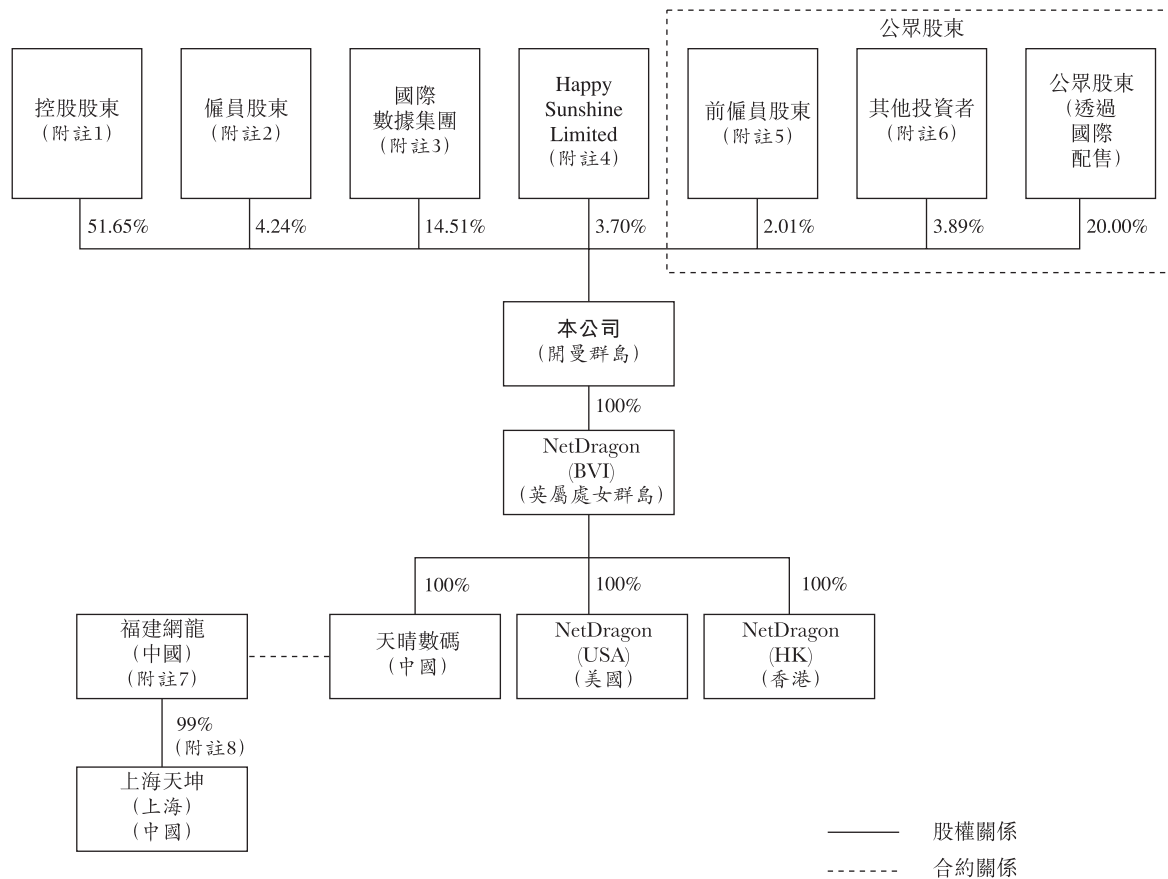 公眾股東
控股股東
(附註1)
僱員股東
(附註2)
國際
數據集團
(附註3)
Happy
Sunshine
Limited
(附註4)
前僱員股東
(附註5)
其他投資者
(附註6)
公眾股東
(透過
國際
配售)
51.65%
4.24%
14.51%
3.70%
2.01%
3.89%
20.00%
本公司
(開曼群島)
100%
NetDragon
(BVI)
(英屬處女群島)
100%
100%
100%
福建網龍
(中國)
(附註7)
天晴數碼
(中國)
NetDragon
(USA)
(美國)
NetDragon
(HK)
(香港)
99%
(附註8)
上海天坤
(上海)
(中國)
股權關係
合約關係